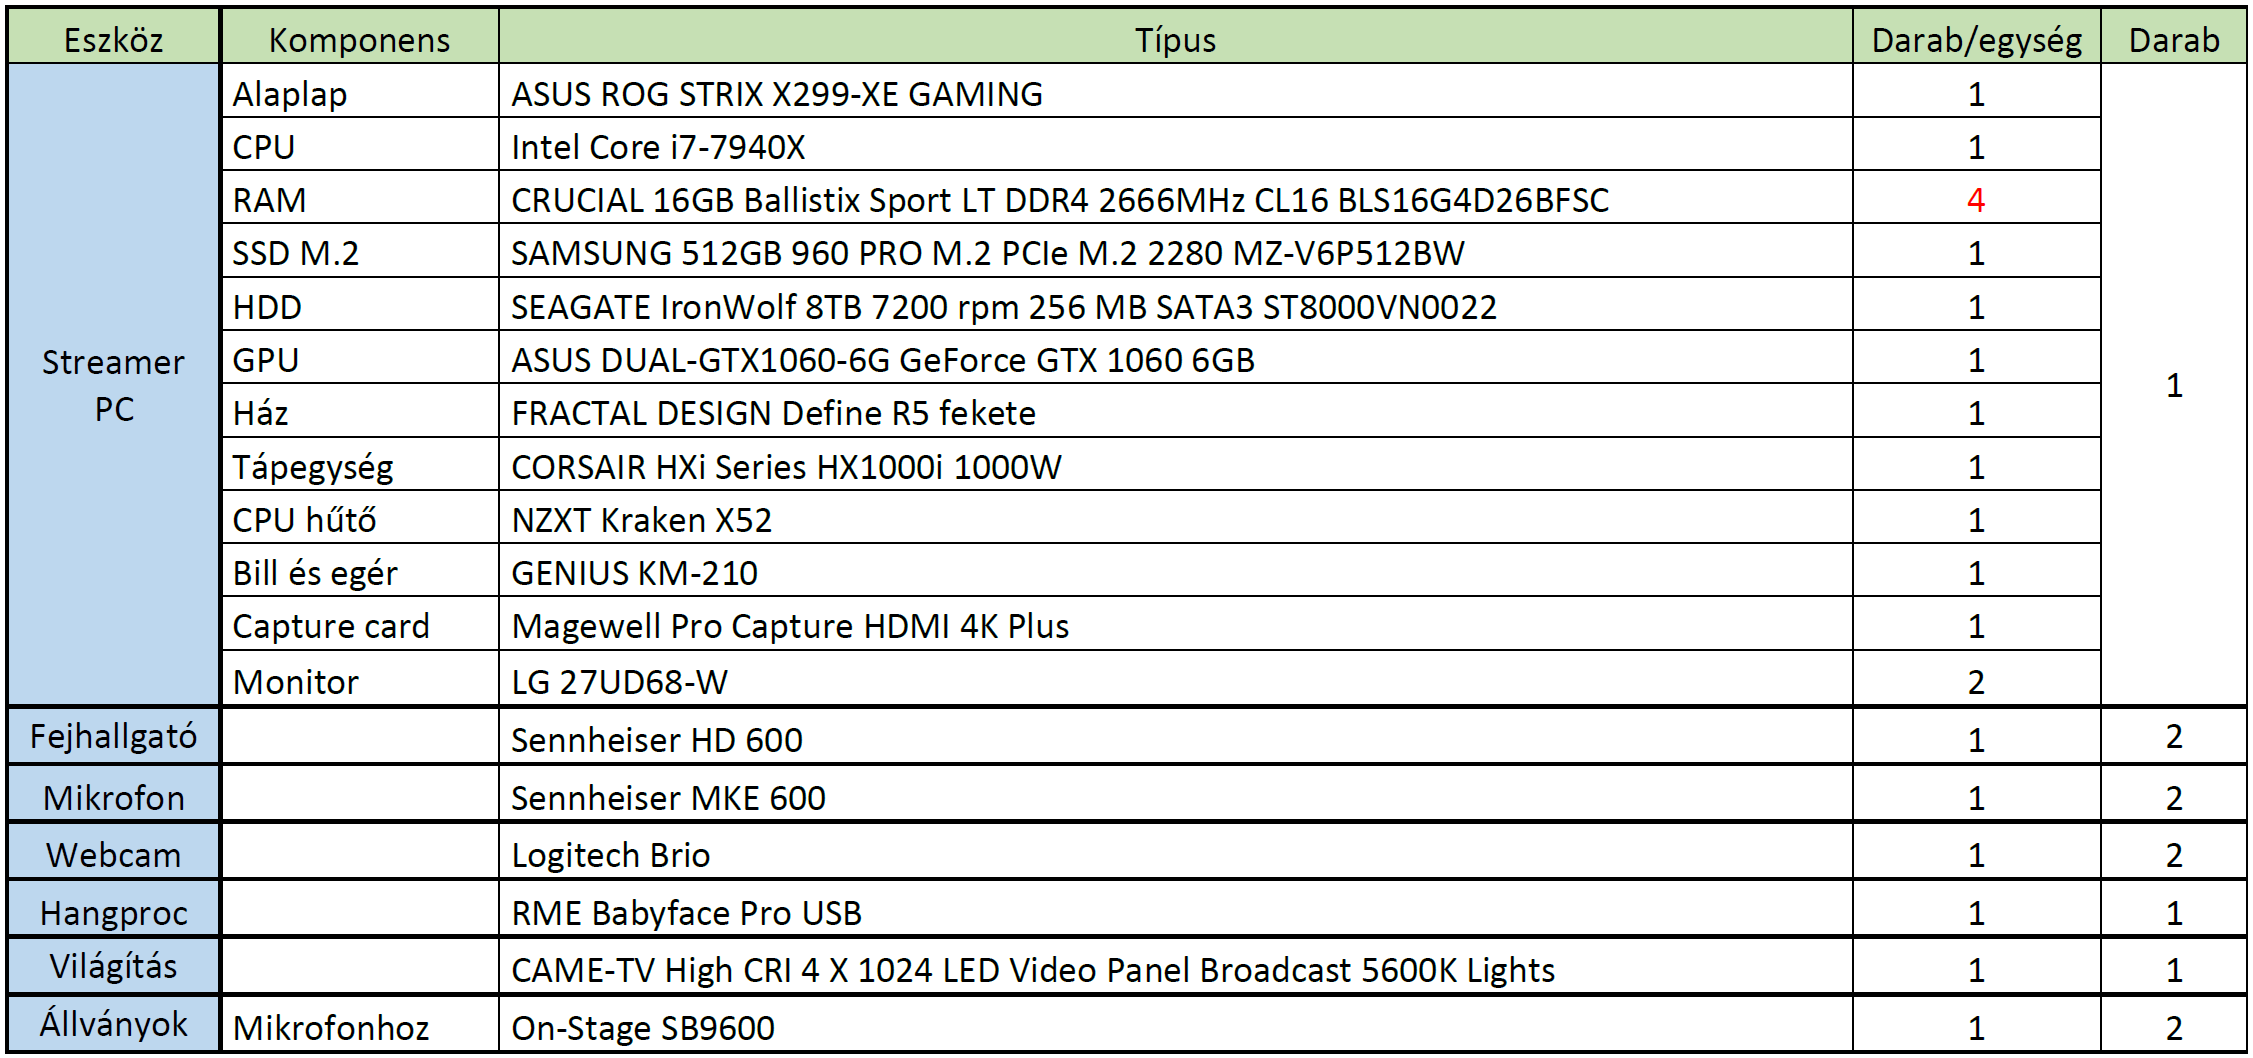 Eszköz Komponens Típus Darab/egység Darab
Alaplap ASUS ROG STRIX X299-XE GAMING 1
CPU Intel Core i7-7940X 1
RAM CRUCIAL 16GB Ballistix Sport LT DDR4 2666MHz CL16 BLS16G4D26BFSC 4
SSD M.2 SAMSUNG 512GB 960 PRO M.2 PCIe M.2 2280 MZ-V6P512BW 1
HDD SEAGATE IronWolf 8TB 7200 rpm 256 MB SATA3 ST8000VN0022 1
Streamer
PC
GPU ASUS DUAL-GTX1060-6G GeForce GTX 1060 6GB 1
1
Ház FRACTAL DESIGN Define R5 fekete 1
Tápegység CORSAIR HXi Series HX1000i 1000W 1
CPU hűtő NZXT Kraken X52 1
Bill és egér GENIUS KM-210 1
Capture card Magewell Pro Capture HDMI 4K Plus 1
Monitor LG 27UD68-W 2
Fejhallgató Sennheiser HD 600 1 2
Mikrofon Sennheiser MKE 600 1 2
Webcam Logitech Brio 1 2
Hangproc RME Babyface Pro USB 1 1
Világítás CAME-TV High CRI 4 X 1024 LED Video Panel Broadcast 5600K Lights 1 1
Állványok Mikrofonhoz On-Stage SB9600 1 2